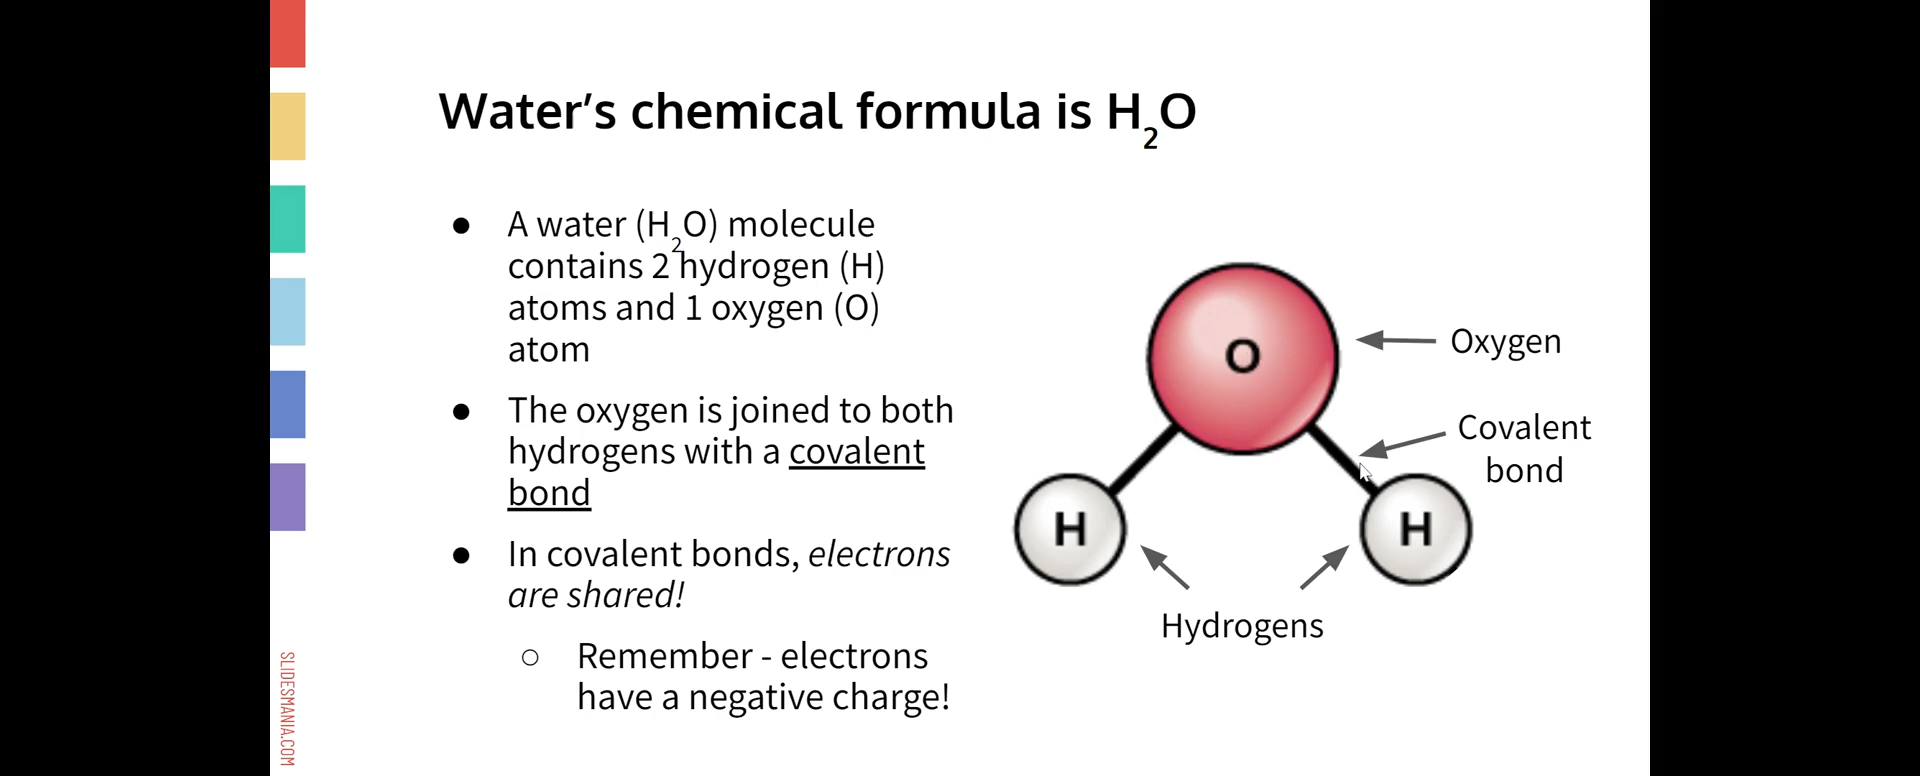 Water’s chemical formula is H₂O
● A water (H₂O) molecule
contains 2 hydrogen (H)
atoms and 1 oxygen (O)
atom
● The oxygen is joined to both
hydrogens with a covalent
bond
● In covalent bonds, electrons
are shared!
○ Remember - electrons
have a negative charge!
O
H
H
Oxygen
Covalent
bond
Hydrogens
SLIDESMANIA.COM